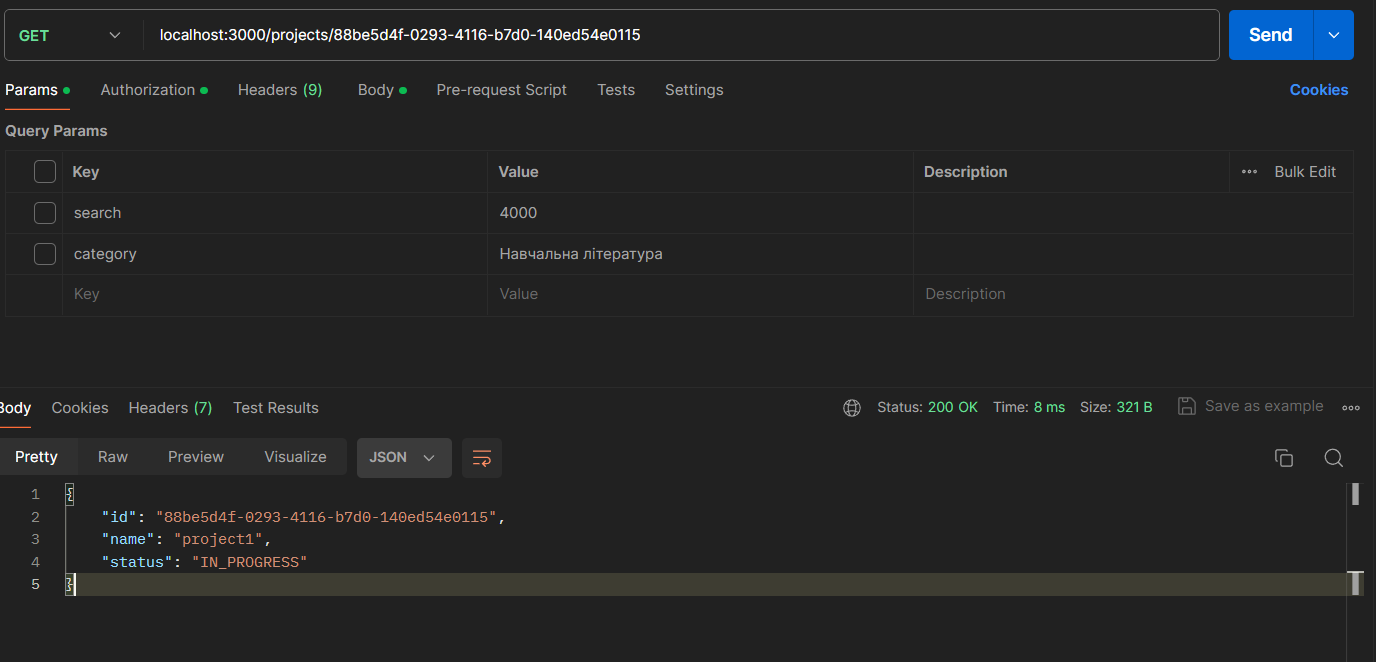 GET localhost:3000/projects/88be5d4f-0293-4116-b7d0-140ed54e0115 Send
Params Authorization Headers (9) Body Pre-request Script Tests Settings Cookies
Query Params
Key Value Description ••• Bulk Edit
search 4000
category Навчальна література
Key Value Description
Body Cookies Headers (7) Test Results Status: 200 OK Time: 8 ms Size: 321 B Save as example
Pretty Raw Preview Visualize JSON
1 {
2 "id": "88be5d4f-0293-4116-b7d0-140ed54e0115",
3 "name": "project1",
4 "status": "IN_PROGRESS"
5 }